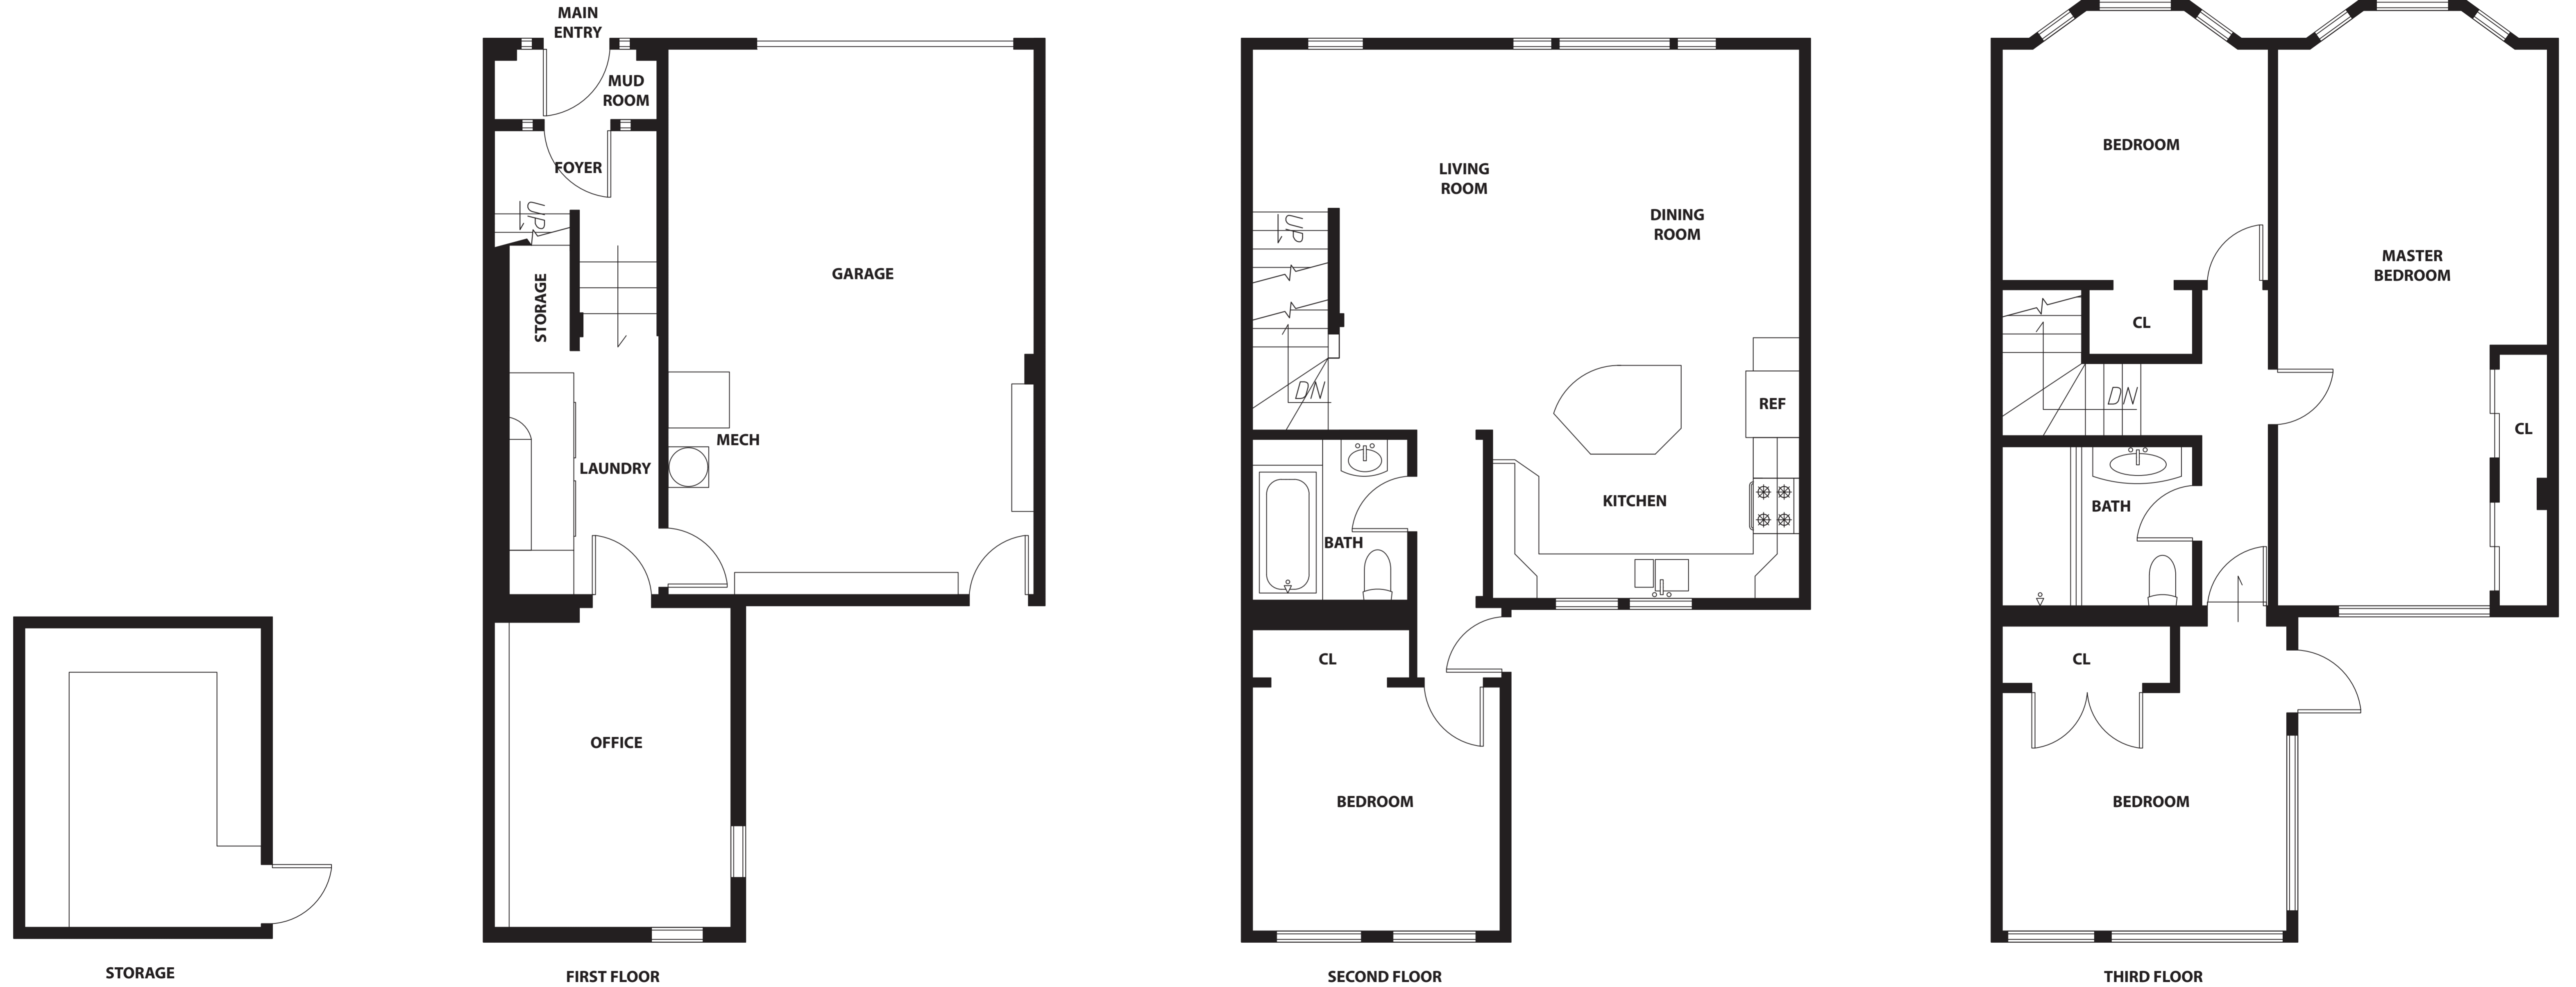 STORAGE
MAIN
ENTRY
MUD
ROOM
FOYER
UP
STORAGE
GARAGE
MECH
LAUNDRY
OFFICE
FIRST FLOOR
LIVING
ROOM
DINING
ROOM
UP
DN
REF
KITCHEN
BATH
CL
BEDROOM
SECOND FLOOR
BEDROOM
MASTER
BEDROOM
CL
DN
CL
BATH
CL
BEDROOM
THIRD FLOOR